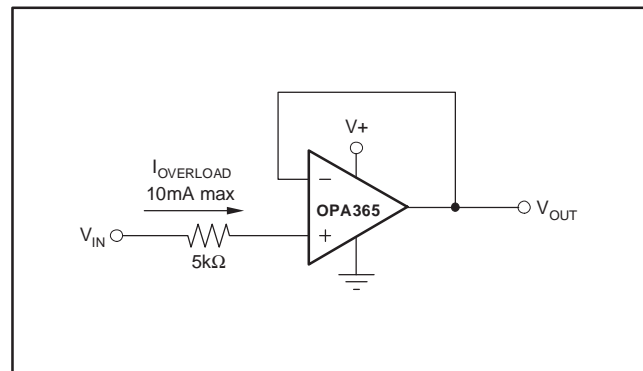 V+
I_OVERLOAD
10mA max
−
OPA365
V_IN
+
V_OUT
5kΩ